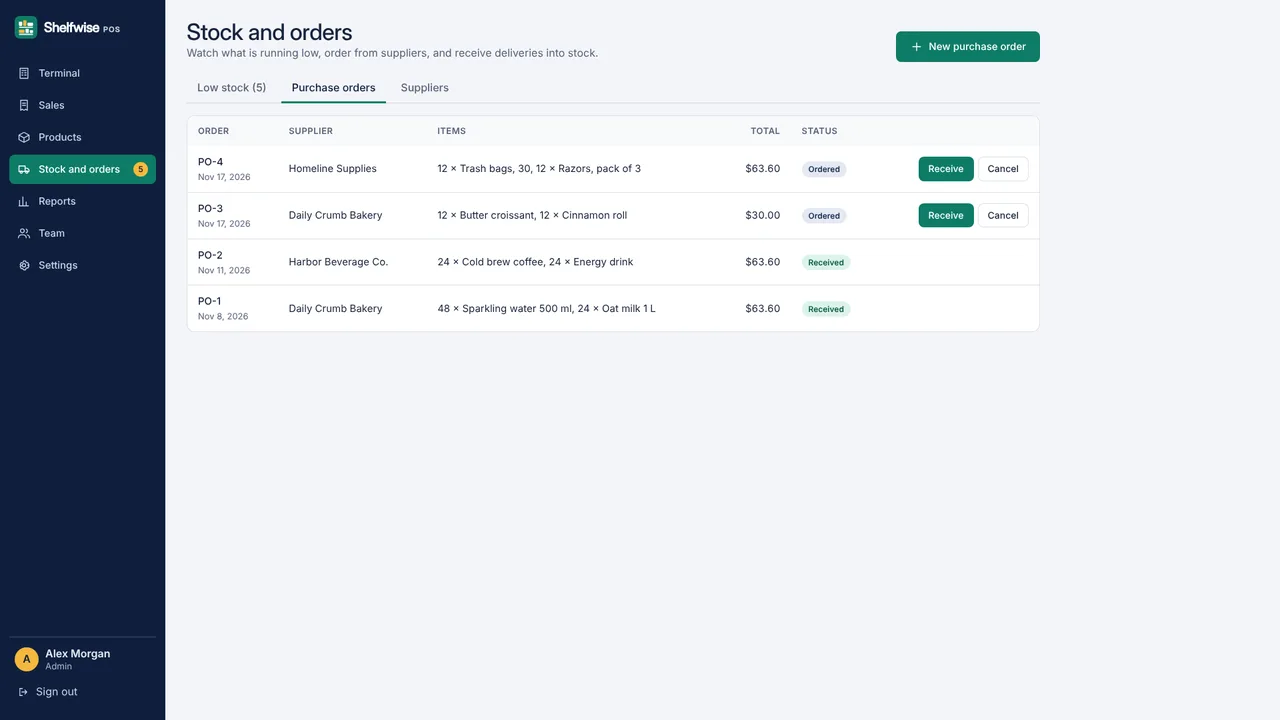 Shelfwise POS
Terminal
Sales
Products
Stock and orders 5
Reports
Team
Settings
Alex Morgan
A
Admin
Sign out
Stock and orders
Watch what is running low, order from suppliers, and receive deliveries into stock.
+ New purchase order
Low stock (5) Purchase orders Suppliers
ORDER SUPPLIER ITEMS TOTAL STATUS
PO-4
Nov 17, 2026
Homeline Supplies 12 × Trash bags, 30, 12 × Razors, pack of 3 $63.60 Ordered Receive Cancel
PO-3
Nov 17, 2026
Daily Crumb Bakery 12 × Butter croissant, 12 × Cinnamon roll $30.00 Ordered Receive Cancel
PO-2
Nov 11, 2026
Harbor Beverage Co. 24 × Cold brew coffee, 24 × Energy drink $63.60 Received
PO-1
Nov 8, 2026
Daily Crumb Bakery 48 × Sparkling water 500 ml, 24 × Oat milk 1 L $63.60 Received